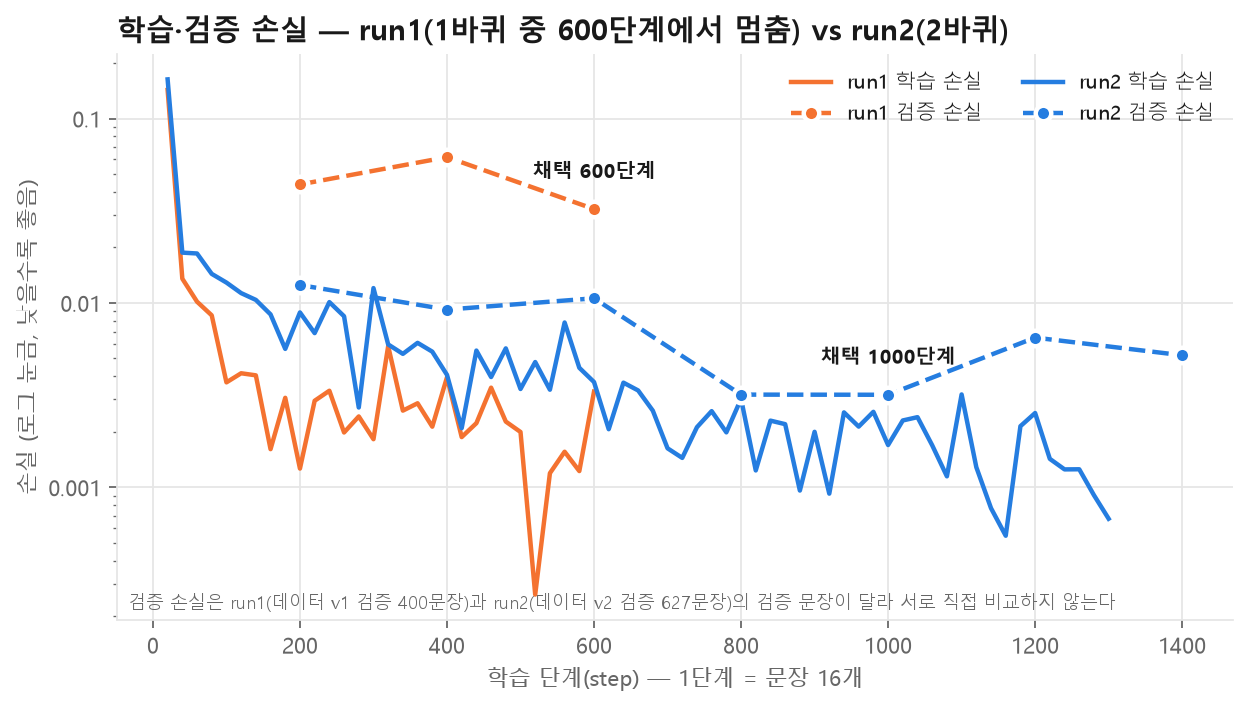 학습·검증 손실 — run1(1바퀴 중 600단계에서 멈춤) vs run2(2바퀴)
run1 학습 손실
run2 학습 손실
run1 검증 손실
run2 검증 손실
채택 600단계
채택 1000단계
손실 (로그 눈금, 낮을수록 좋음)
0.1
0.01
0.001
검증 손실은 run1(데이터 v1 검증 400문장)과 run2(데이터 v2 검증 627문장)의 검증 문장이 달라 서로 직접 비교하지 않는다
0 200 400 600 800 1000 1200 1400
학습 단계(step) — 1단계 = 문장 16개